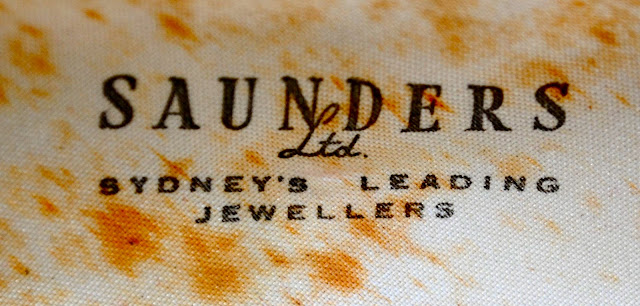 SAUNDERS
Ltd.
SYDNEY'S LEADING
JEWELLERS